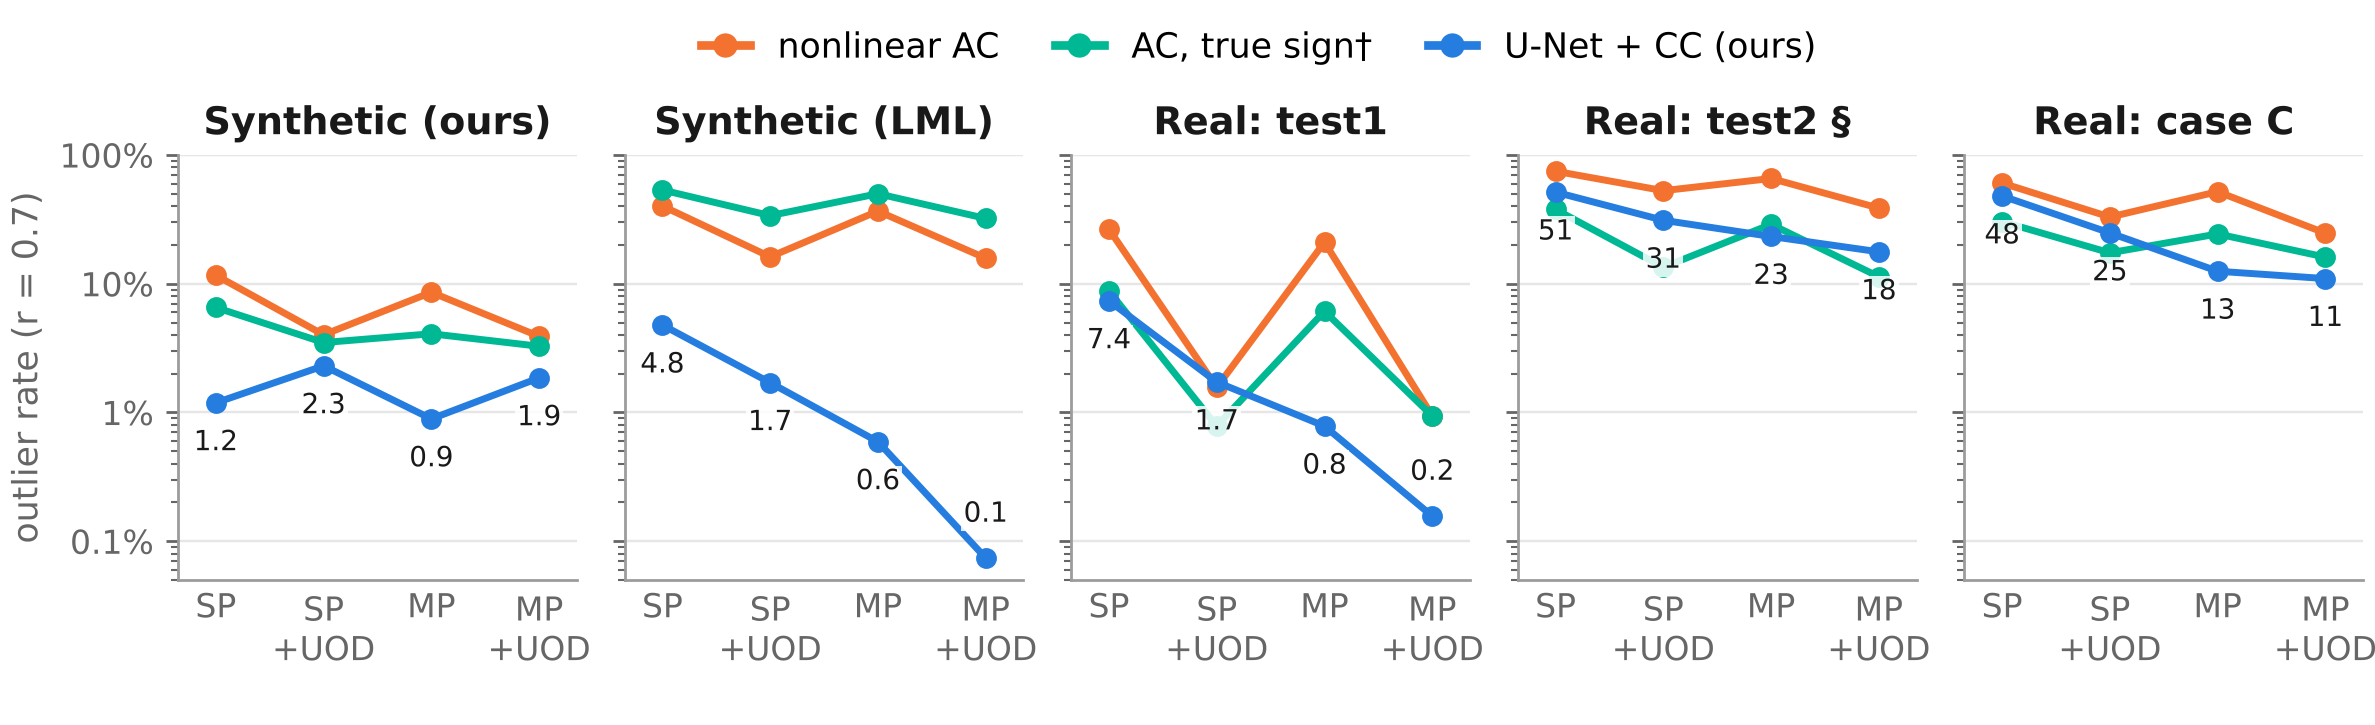 nonlinear AC
AC, true sign†
U-Net + CC (ours)
outlier rate (r = 0.7)
100%
10%
1%
0.1%
Synthetic (ours)
1.2
2.3
0.9
1.9
SP
SP
+UOD
MP
MP
+UOD
Synthetic (LML)
4.8
1.7
0.6
0.1
SP
SP
+UOD
MP
MP
+UOD
Real: test1
7.4
1.7
0.8
0.2
SP
SP
+UOD
MP
MP
+UOD
Real: test2 §
51
31
23
18
SP
SP
+UOD
MP
MP
+UOD
Real: case C
48
25
13
11
SP
SP
+UOD
MP
MP
+UOD